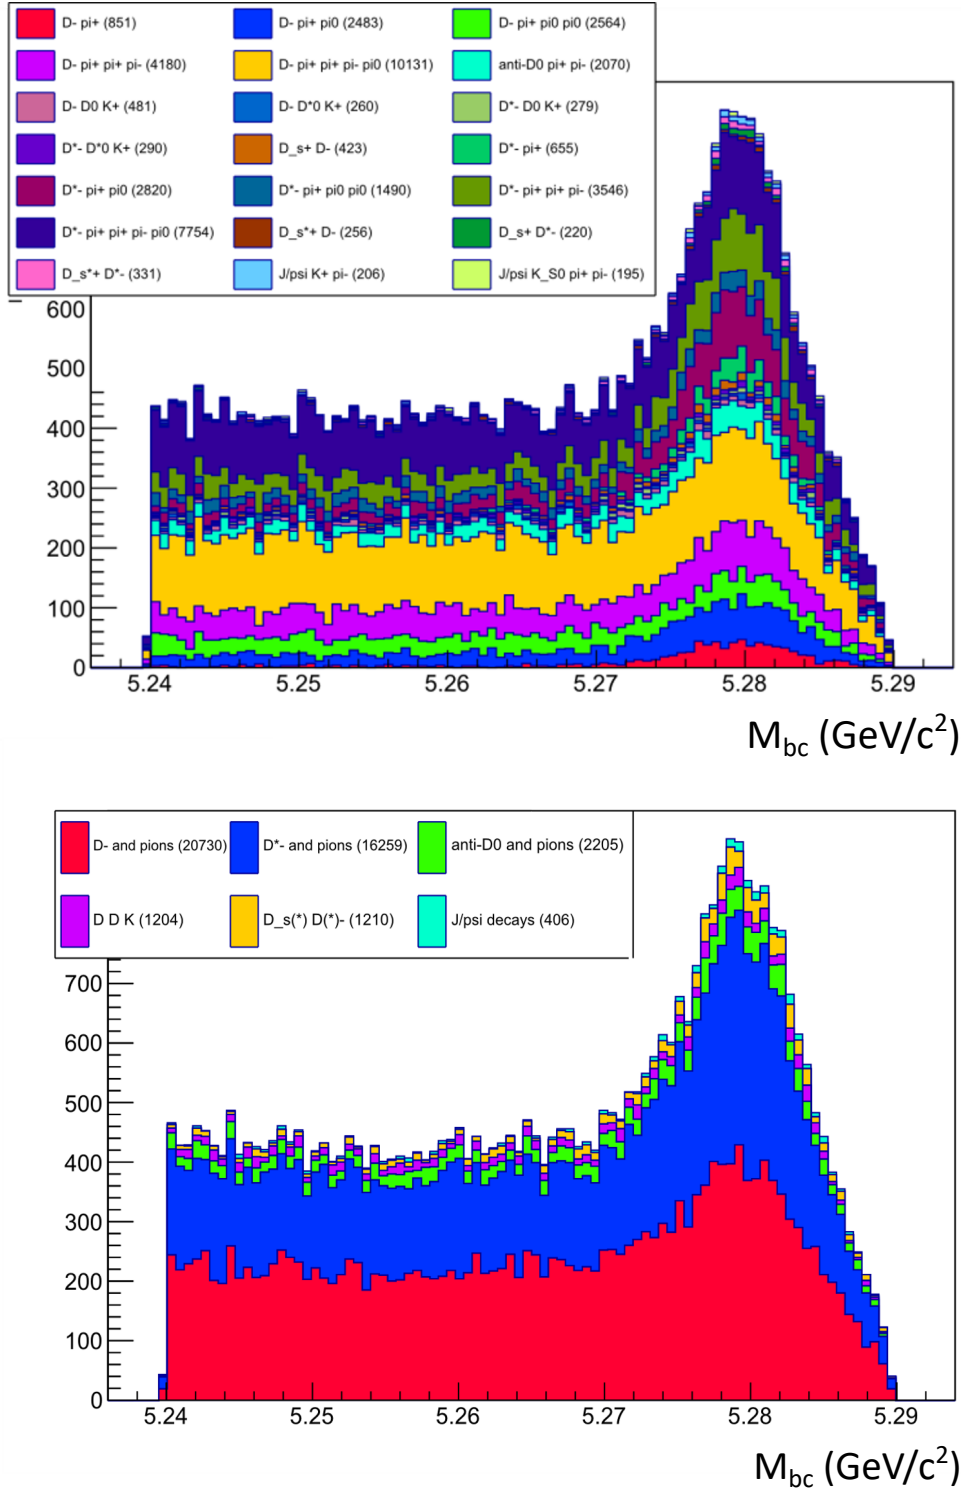 D- pi+ (851) D- pi+ pi0 (2483) D- pi+ pi0 pi0 (2564)
D- pi+ pi+ pi- (4180) D- pi+ pi+ pi- pi0 (10131) anti-D0 pi+ pi- (2070)
D- D0 K+ (481) D- D*0 K+ (260) D*- D0 K+ (279)
D*- D*0 K+ (290) D_s+ D- (423) D*- pi+ (655)
D*- pi+ pi0 (2820) D*- pi+ pi0 pi0 (1490) D*- pi+ pi+ pi- (3546)
D*- pi+ pi+ pi- pi0 (7754) D_s*+ D- (256) D_s+ D*- (220)
D_s*+ D*- (331) J/psi K+ pi- (206) J/psi K_S0 pi+ pi- (195)
600
500
400
300
200
100
0
5.24 5.25 5.26 5.27 5.28 5.29
Mbc (GeV/c2)
D- and pions (20730) D*- and pions (16259) anti-D0 and pions (2205)
D D K (1204) D_s(*) D(*)- (1210) J/psi decays (406)
700
600
500
400
300
200
100
0
5.24 5.25 5.26 5.27 5.28 5.29
Mbc (GeV/c2)